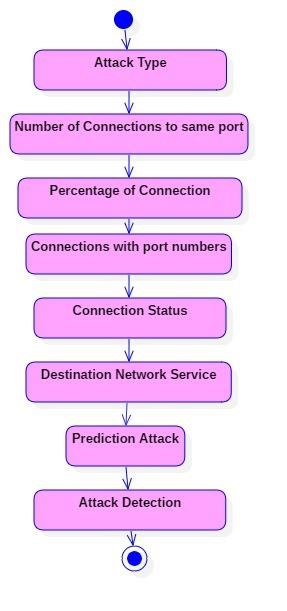 Attack Type
Number of Connections to same port
Percentage of Connection
Connections with port numbers
Connection Status
Destination Network Service
Prediction Attack
Attack Detection